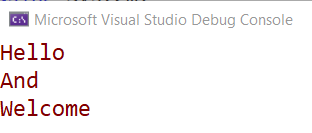 Microsoft Visual Studio Debug Console
Hello
And
Welcome